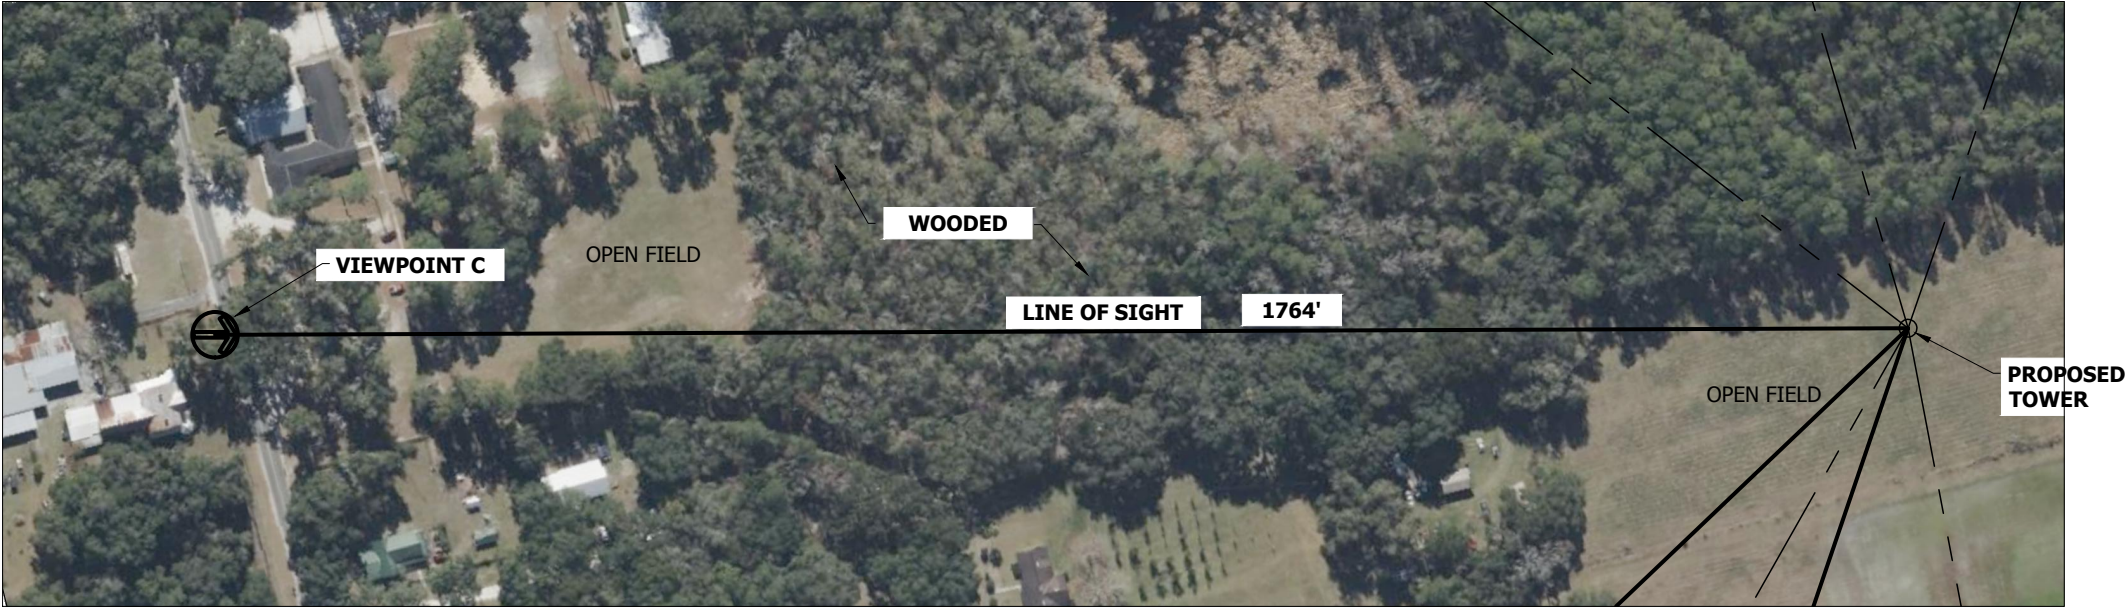 WOODED
OPEN FIELD
VIEWPOINT C
LINE OF SIGHT 1764'
PROPOSED
TOWER
OPEN FIELD